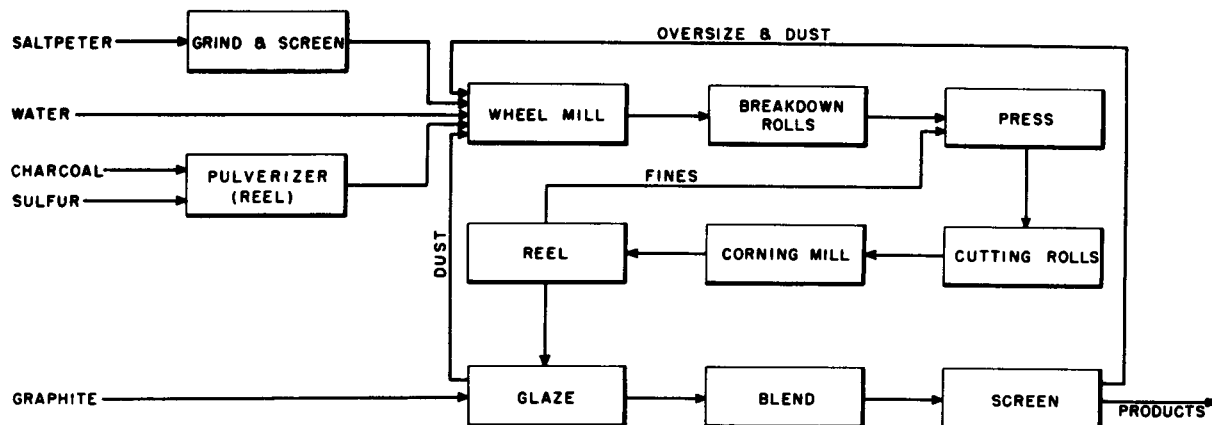 SALTPETER
GRIND & SCREEN
OVERSIZE & DUST
WATER
WHEEL MILL
BREAKDOWN
ROLLS
PRESS
CHARCOAL
SULFUR
PULVERIZER
(REEL)
FINES
DUST
REEL
CORNING MILL
CUTTING ROLLS
GRAPHITE
GLAZE
BLEND
SCREEN
PRODUCTS